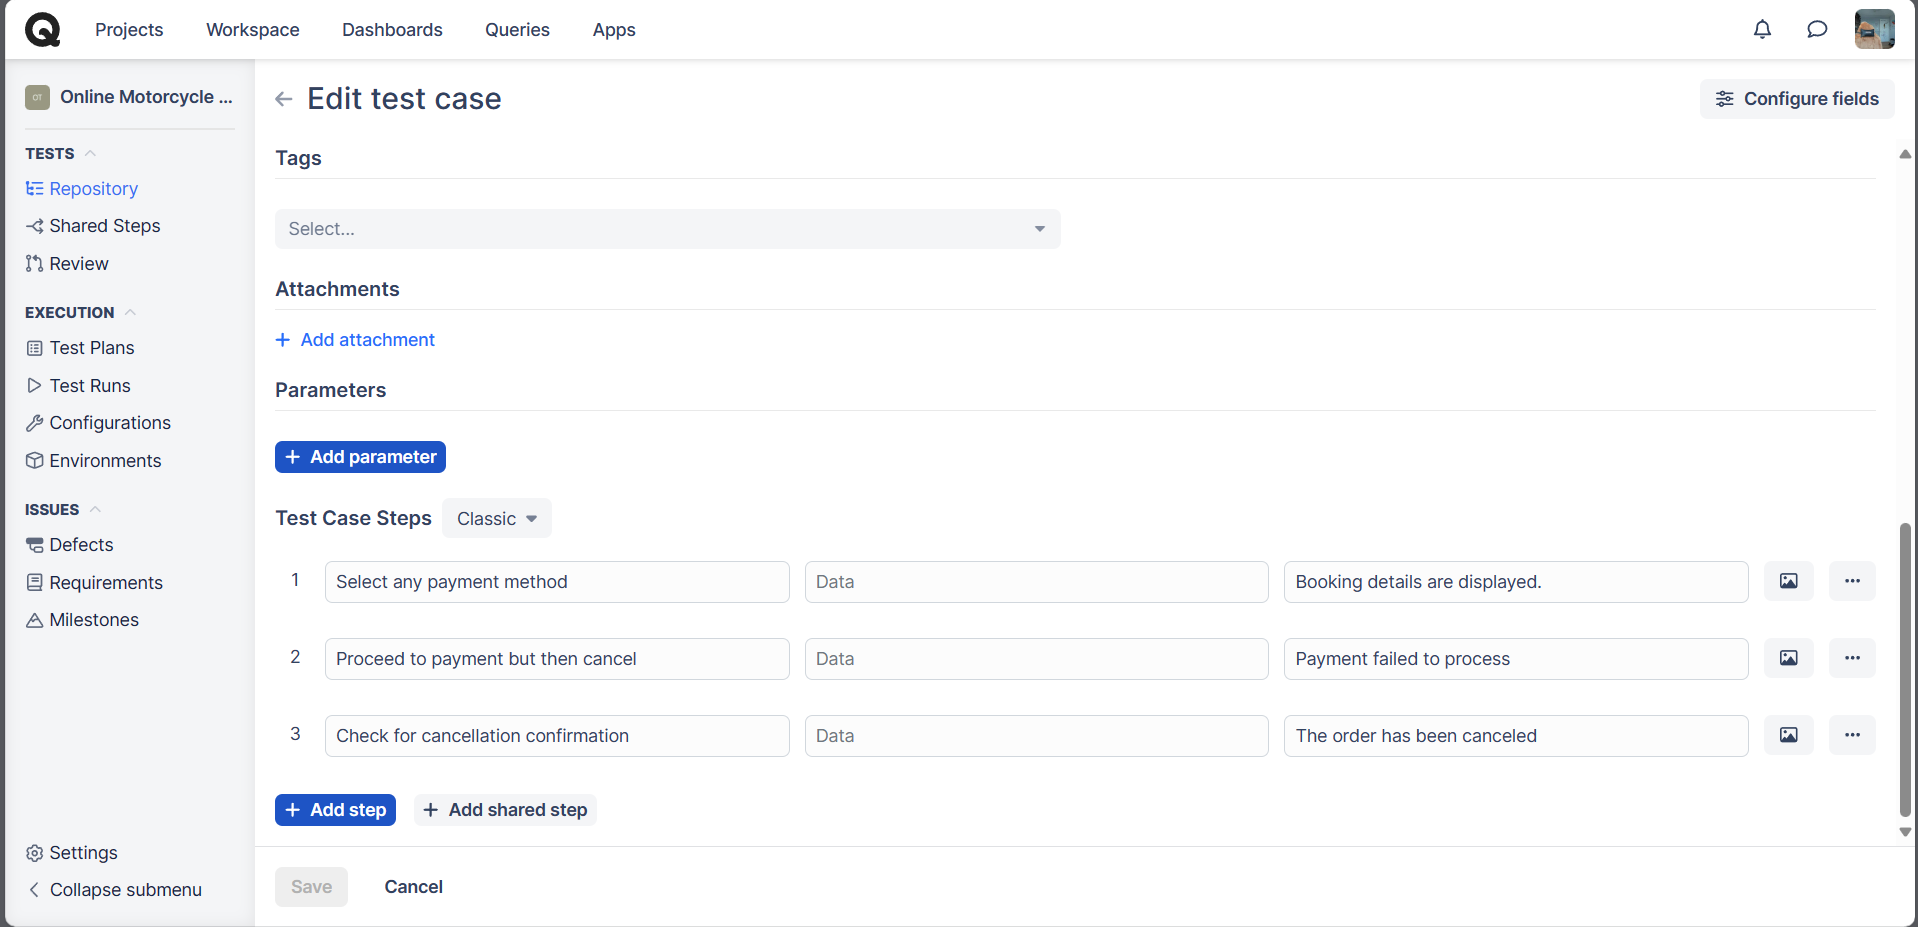 Projects
Workspace
Dashboards
Queries
Apps
OT
Online Motorcycle ...
TESTS
Repository
Shared Steps
Review
EXECUTION
Test Plans
Test Runs
Configurations
Environments
ISSUES
Defects
Requirements
Milestones
Settings
Collapse submenu
Edit test case
Configure fields
Tags
Select...
Attachments
+ Add attachment
Parameters
+ Add parameter
Test Case Steps Classic
1 Select any payment method Data Booking details are displayed.
2 Proceed to payment but then cancel Data Payment failed to process
3 Check for cancellation confirmation Data The order has been canceled
+ Add step + Add shared step
Save Cancel